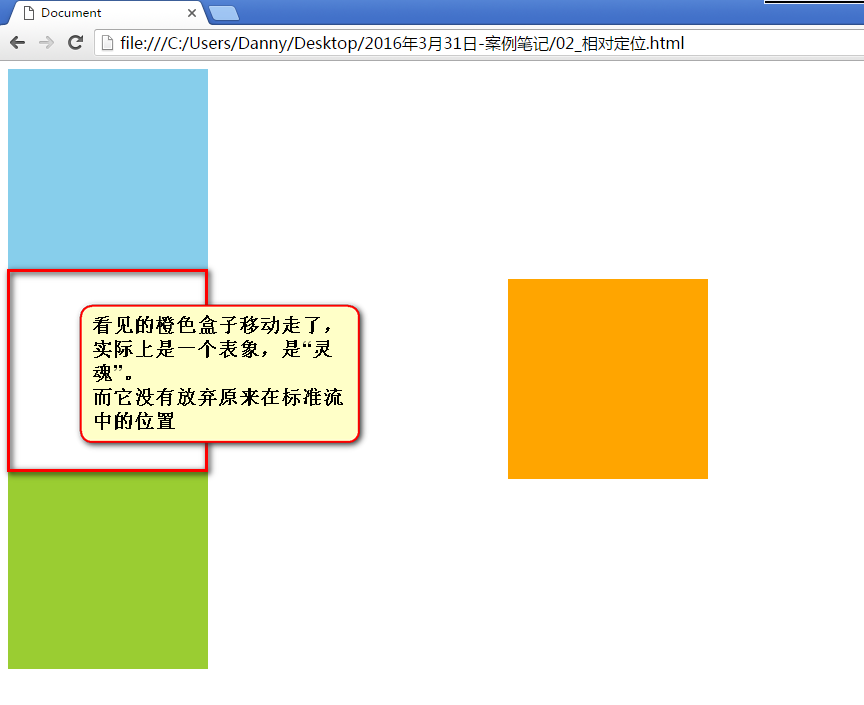 Document
file:///C:/Users/Danny/Desktop/2016年3月31日-案例笔记/02_相对定位.html
看见的橙色盒子移动走了，
实际上是一个表象，是“灵
魂”。
而它没有放弃原来在标准流
中的位置